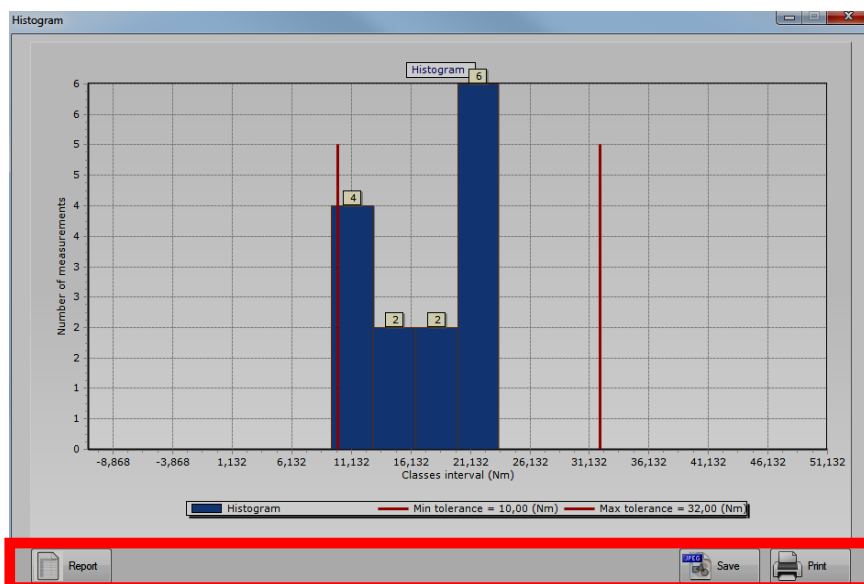 Histogram
Histogram
6
6
6
5
5
4
4
3
3
2
2
1
1
0
4
2
2
6
Number of measurements
-8,868 -3,868 1,132 6,132 11,132 16,132 21,132 26,132 31,132 36,132 41,132 46,132 51,132
Classes interval (Nm)
Histogram Min tolerance = 10,00 (Nm) Max tolerance = 32,00 (Nm)
Report JPEG Save Print